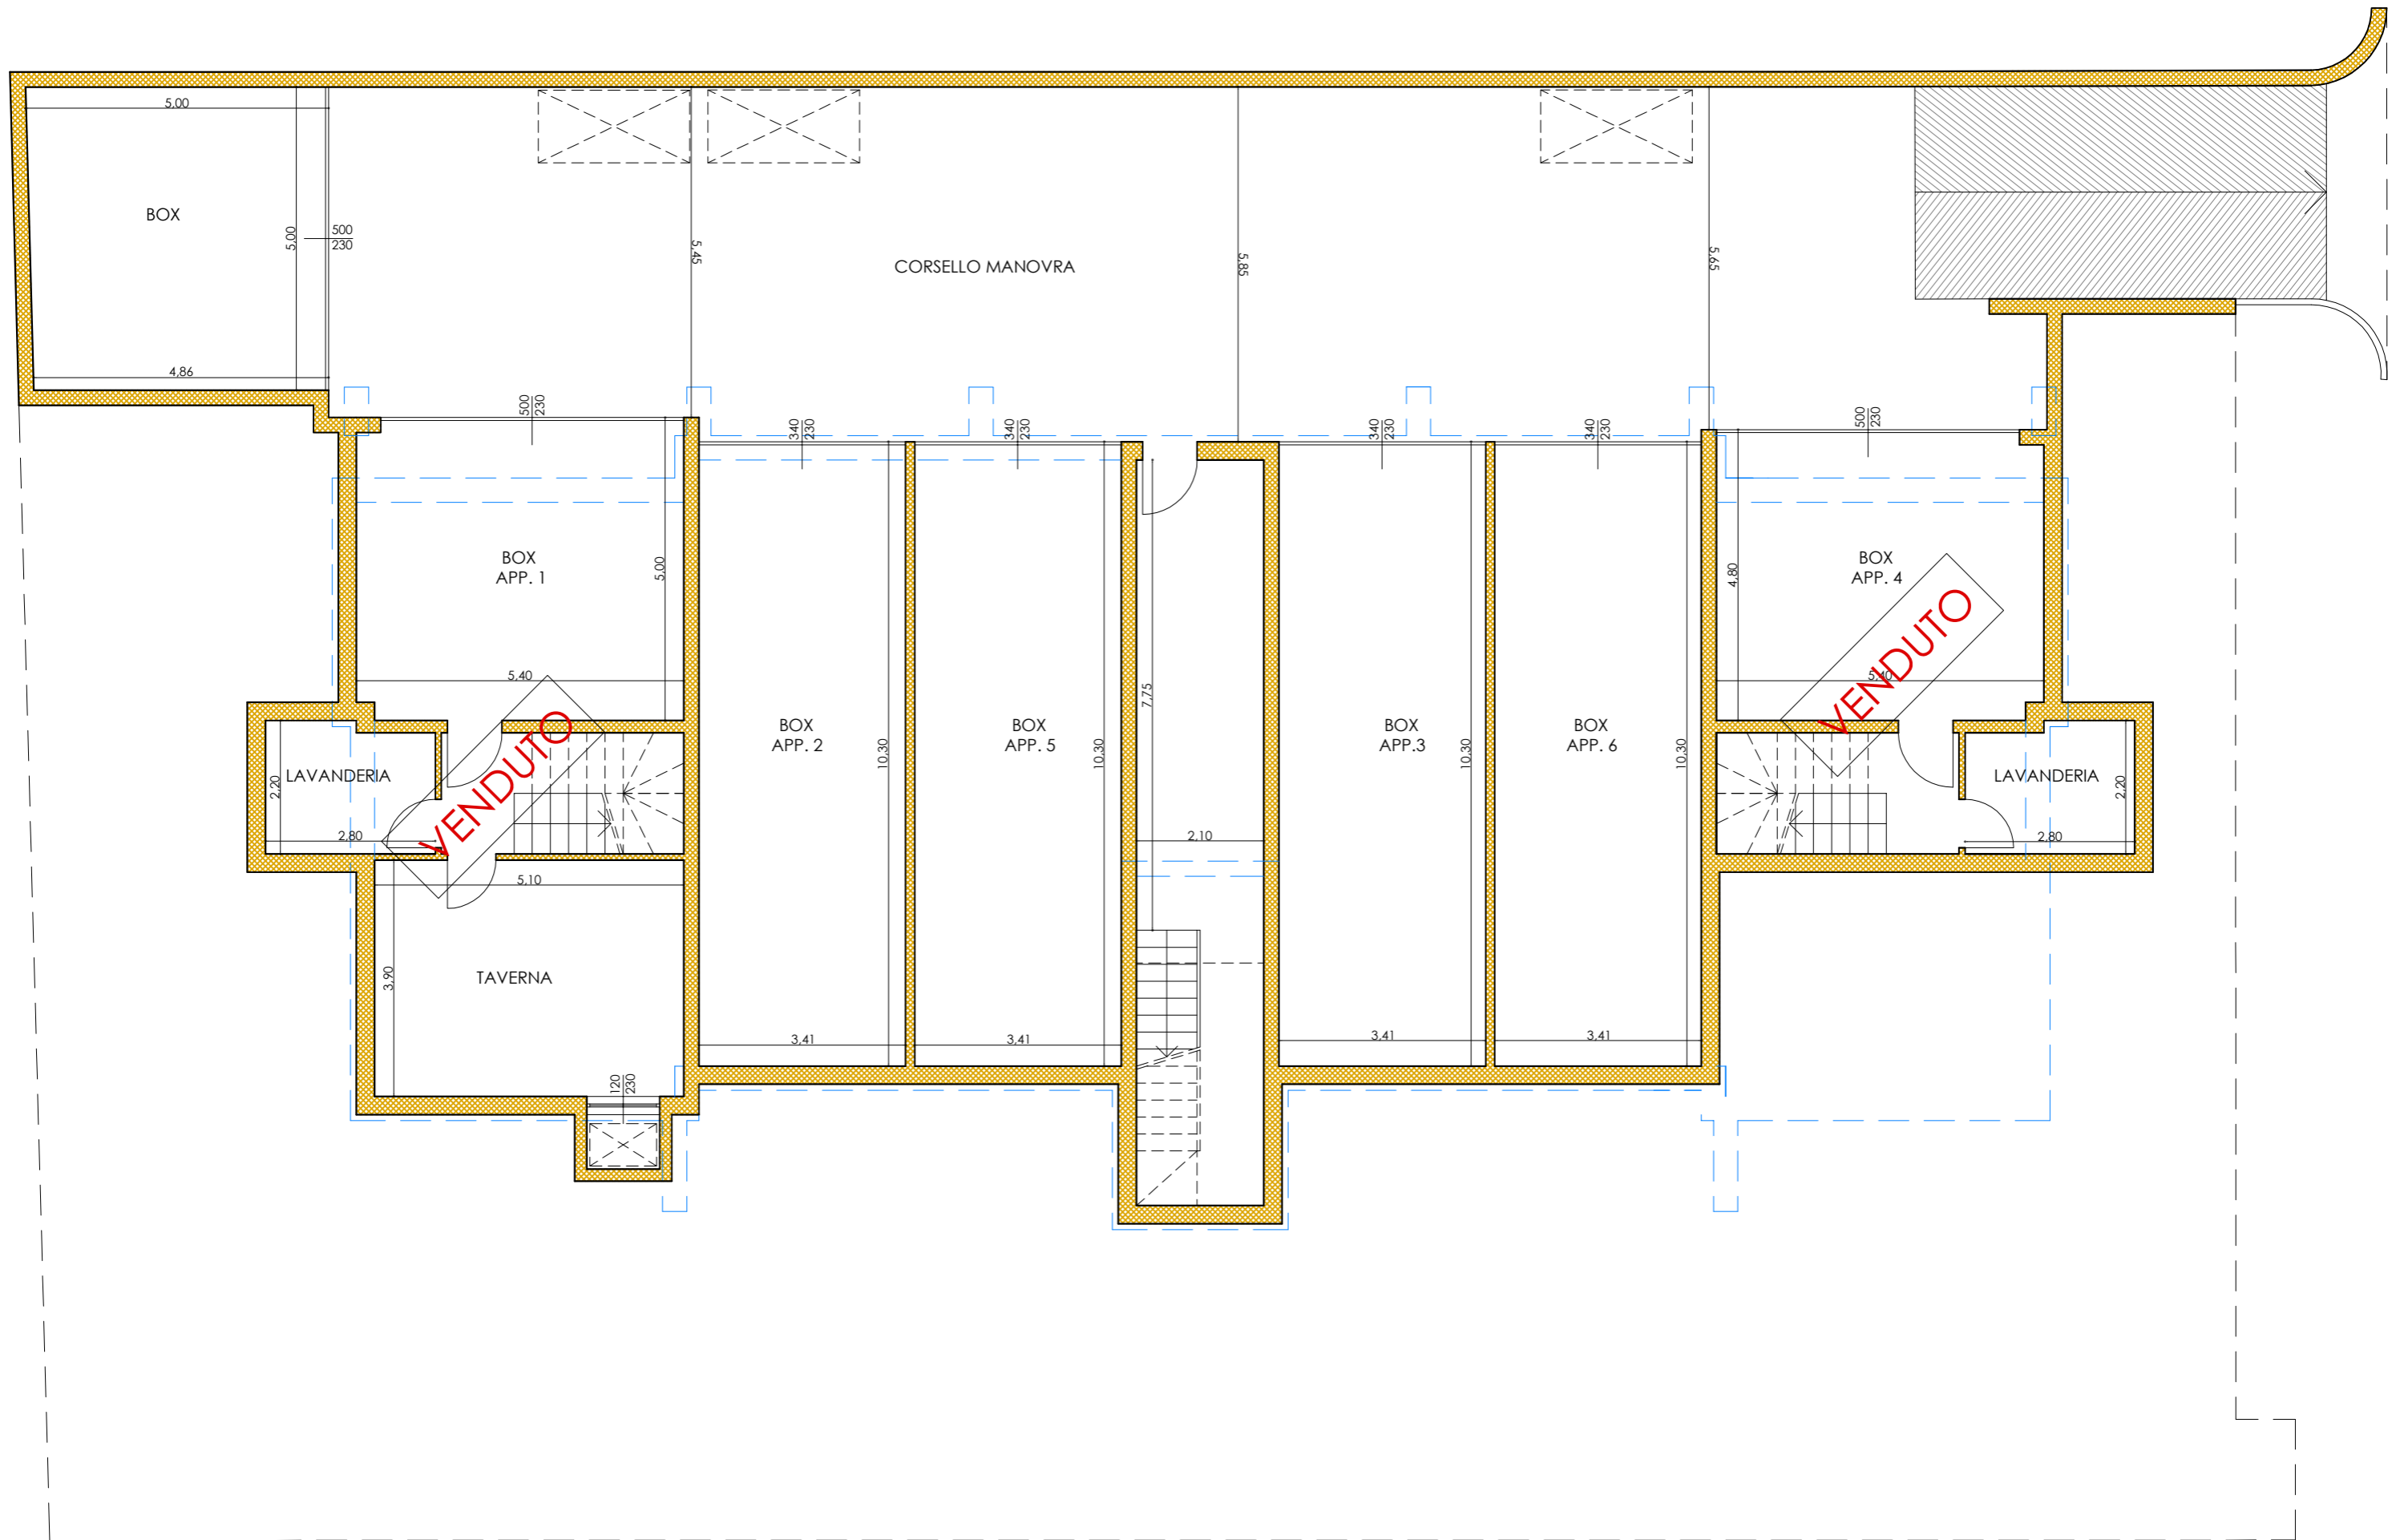 5,00
BOX
5,00
500
230
4,86
5,45
CORSELLO MANOVRA
5,85
5,65
500
230
340
230
340
230
340
230
340
230
500
230
BOX
APP. 1
5,00
5,40
BOX
APP. 4
4,80
5,40
VENDUTO
BOX
APP. 2
10,30
3,41
BOX
APP. 5
10,30
3,41
7,75
2,10
BOX
APP.3
10,30
3,41
BOX
APP. 6
10,30
3,41
LAVANDERIA
2,20
2,80
VENDUTO
LAVANDERIA
2,20
2,80
5,10
3,90
TAVERNA
120
230